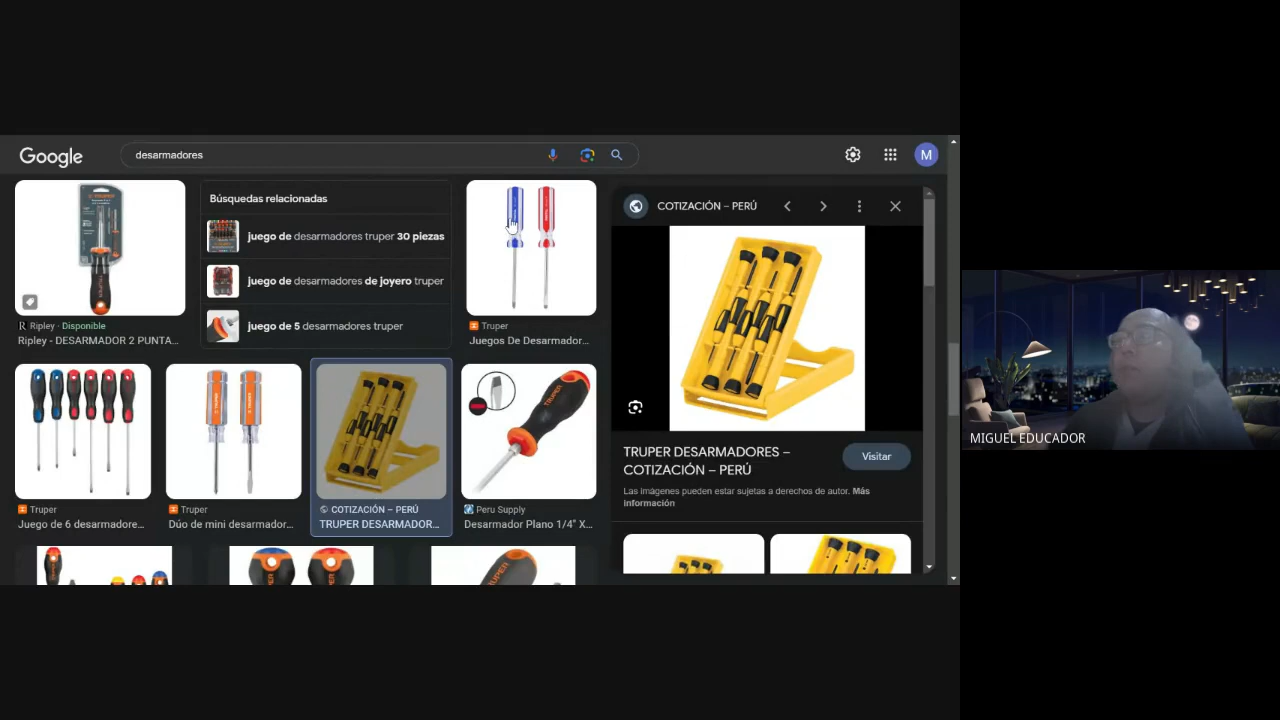 Google
desarmadores
M
Búsquedas relacionadas
juego de desarmadores truper 30 piezas
juego de desarmadores de joyero truper
juego de 5 desarmadores truper
Ripley · Disponible
Ripley - DESARMADOR 2 PUNTA...
Truper
Juegos De Desarmador...
Truper
Juego de 6 desarmadore...
Truper
Dúo de mini desarmador...
COTIZACIÓN – PERÚ
TRUPER DESARMADOR...
TRUPER
Peru Supply
Desarmador Plano 1/4" X...
COTIZACIÓN – PERÚ
TRUPER DESARMADORES –
COTIZACIÓN – PERÚ
Visitar
Las imágenes pueden estar sujetas a derechos de autor. Más
información
MIGUEL EDUCADOR